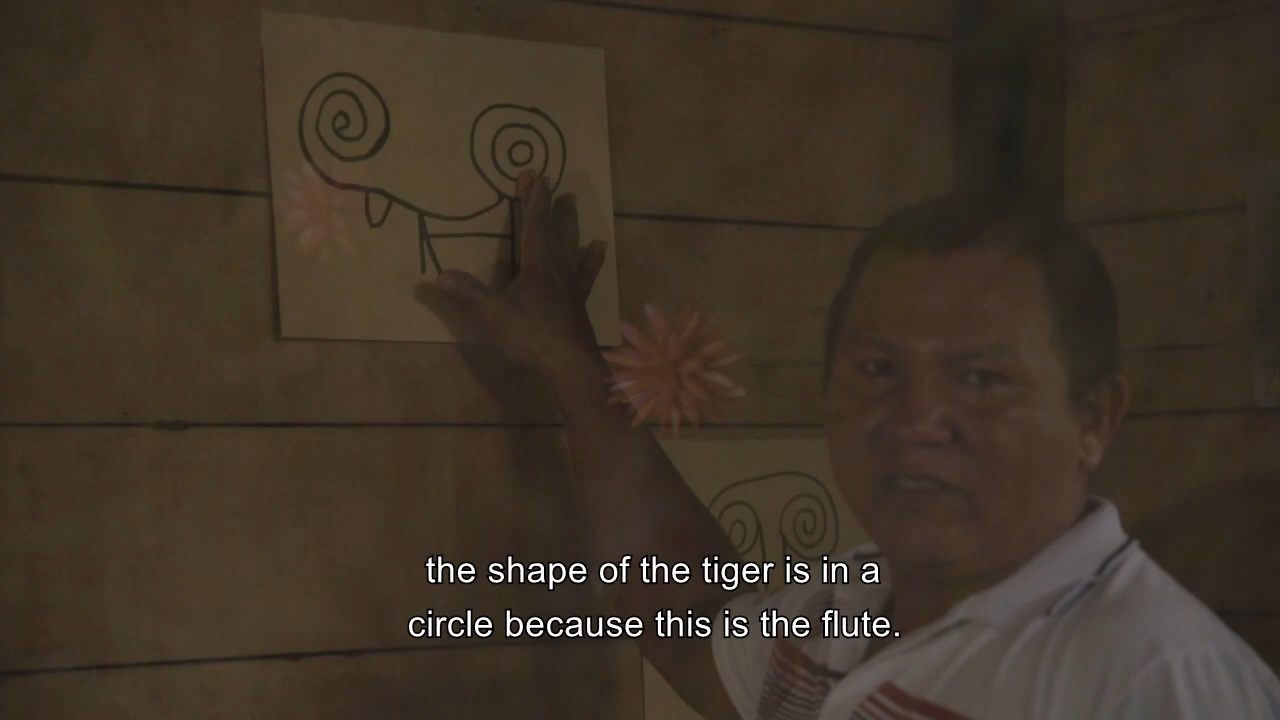 the shape of the tiger is in a
circle because this is the flute.